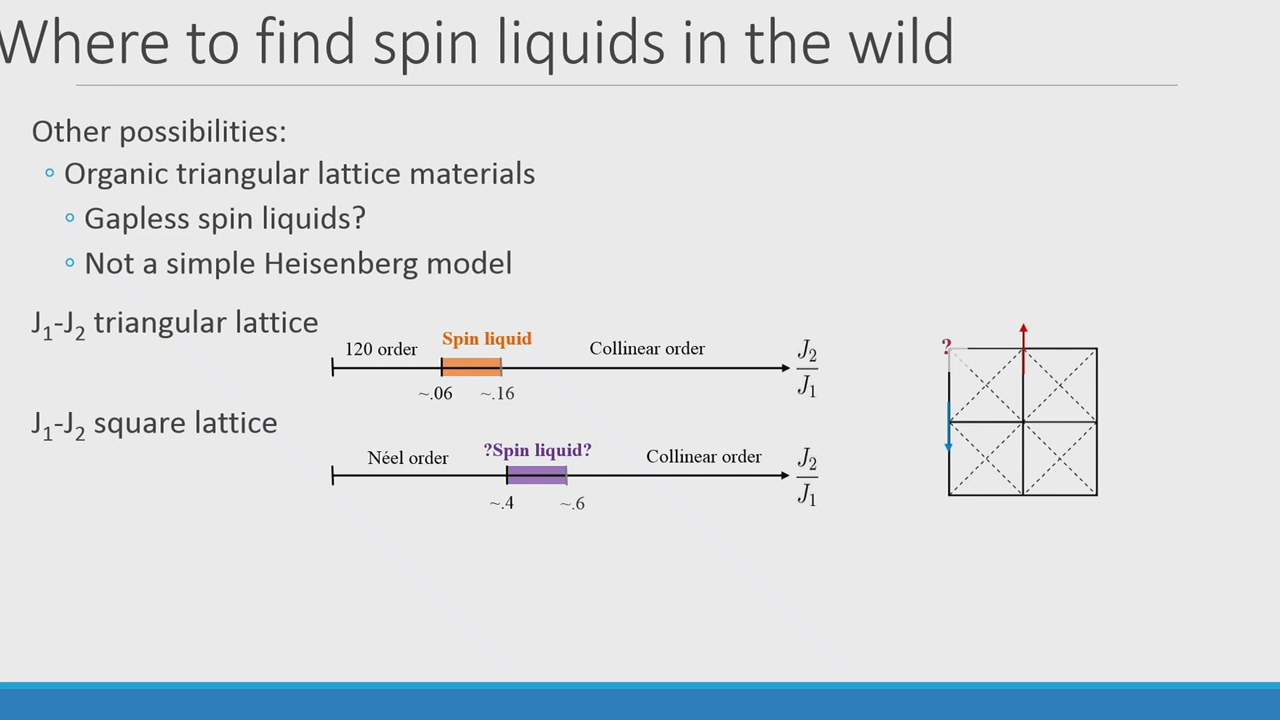 Where to find spin liquids in the wild
Other possibilities:
◦ Organic triangular lattice materials
◦ Gapless spin liquids?
◦ Not a simple Heisenberg model
J₁-J₂ triangular lattice
120 order
Spin liquid
Collinear order
J₂
J₁
~.06
~.16
J₁-J₂ square lattice
Néel order
?Spin liquid?
Collinear order
J₂
J₁
~.4
~.6
?